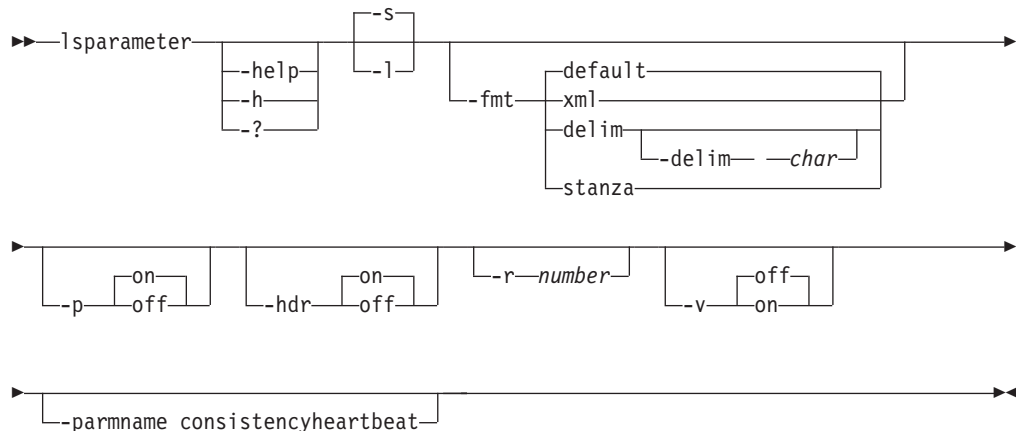 lsparameter
-help
-h
-?
-s
-l
-fmt
default
xml
delim
-delim char
stanza
-p
on
off
-hdr
on
off
-r number
-v
off
on
-parmname consistencyheartbeat